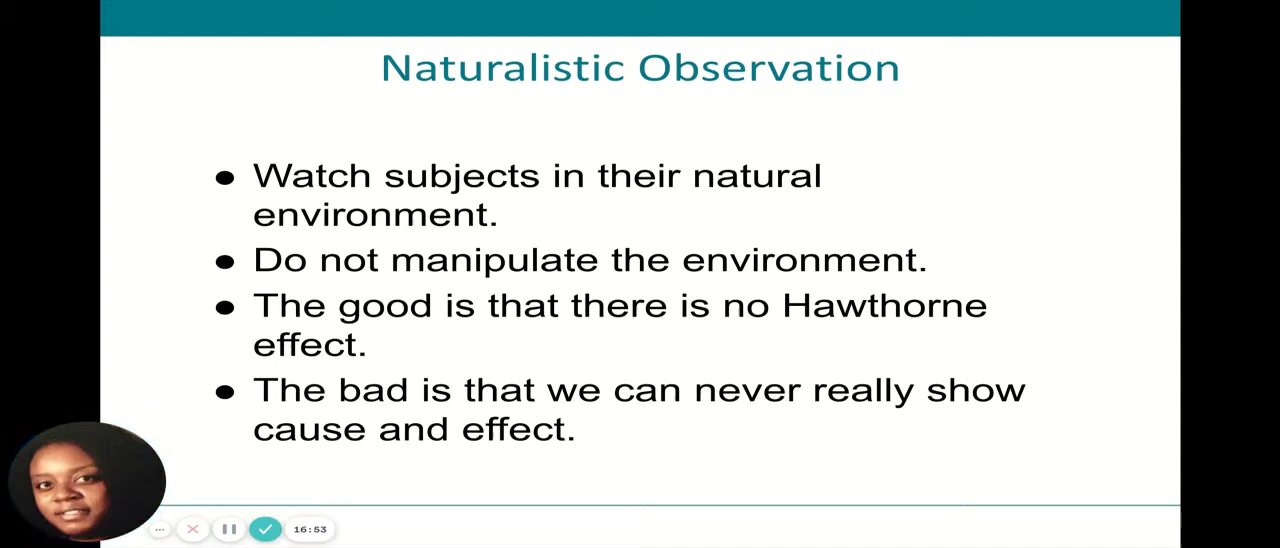 Naturalistic Observation
● Watch subjects in their natural
environment.
● Do not manipulate the environment.
● The good is that there is no Hawthorne
effect.
● The bad is that we can never really show
cause and effect.
16:53